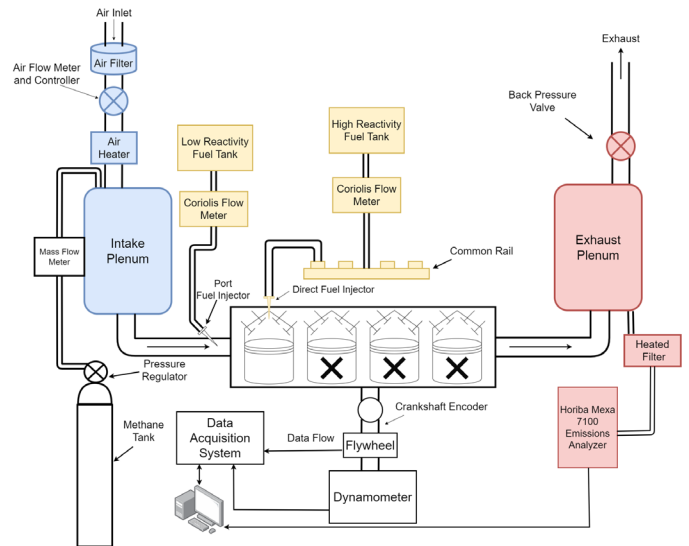 Air Inlet
Air Filter
Air Flow Meter
and Controller
Air
Heater
Mass Flow
Meter
Intake
Plenum
Pressure
Regulator
Methane
Tank
Low Reactivity
Fuel Tank
Coriolis Flow
Meter
Port
Fuel Injector
High Reactivity
Fuel Tank
Coriolis Flow
Meter
Common Rail
Direct Fuel Injector
Exhaust
Back Pressure
Valve
Exhaust
Plenum
Heated
Filter
Horiba Mexa
7100
Emissions
Analyzer
Crankshaft Encoder
Data
Acquisition
System
Data Flow
Flywheel
Dynamometer